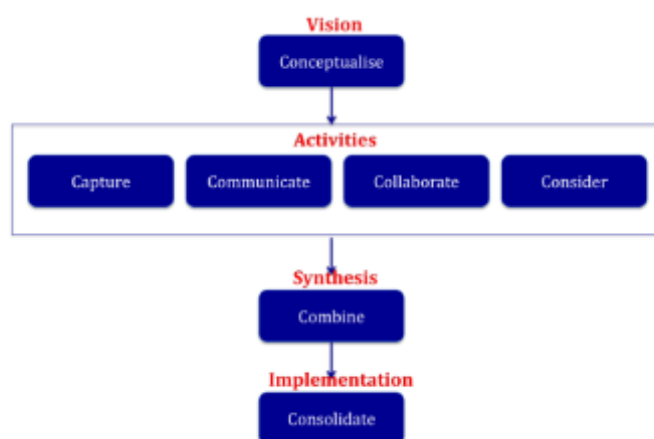 Vision
Conceptualise
Activities
Capture
Communicate
Collaborate
Consider
Synthesis
Combine
Implementation
Consolidate